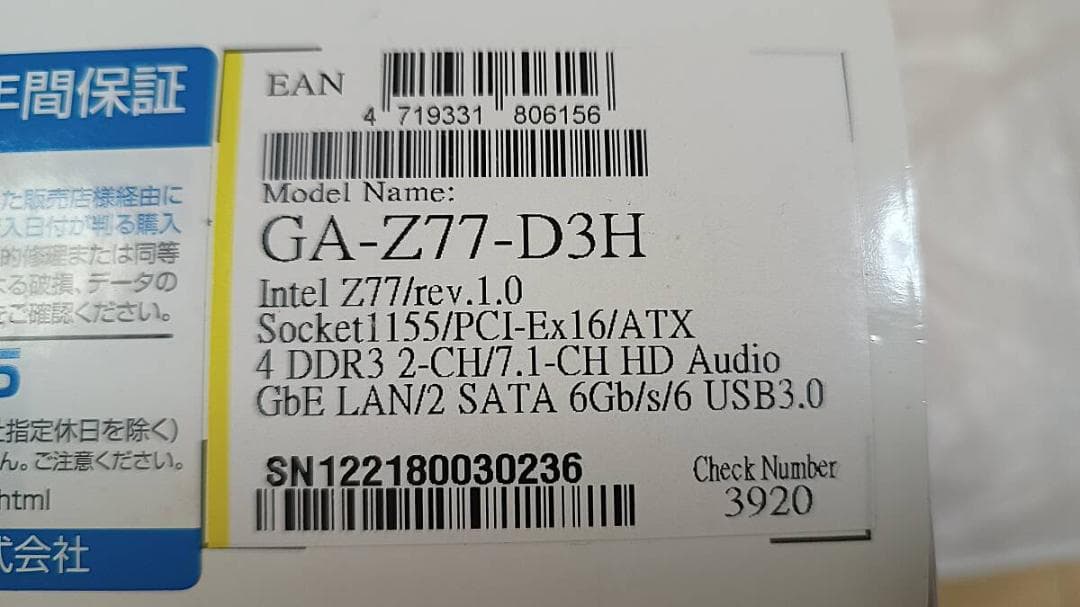 年間保証
た販売店様経由に
入日付が判る購入
的修理または同等
よる破損、データの
をご確認ください。
5
社指定休日を除く)
ん。ご注意ください。
html
式会社
EAN
4 719331 806156
Model Name:
GA-Z77-D3H
Intel Z77/rev.1.0
Socket1155/PCI-Ex16/ATX
4 DDR3 2-CH/7.1-CH HD Audio
GbE LAN/2 SATA 6Gb/s/6 USB3.0
SN122180030236
Check Number
3920